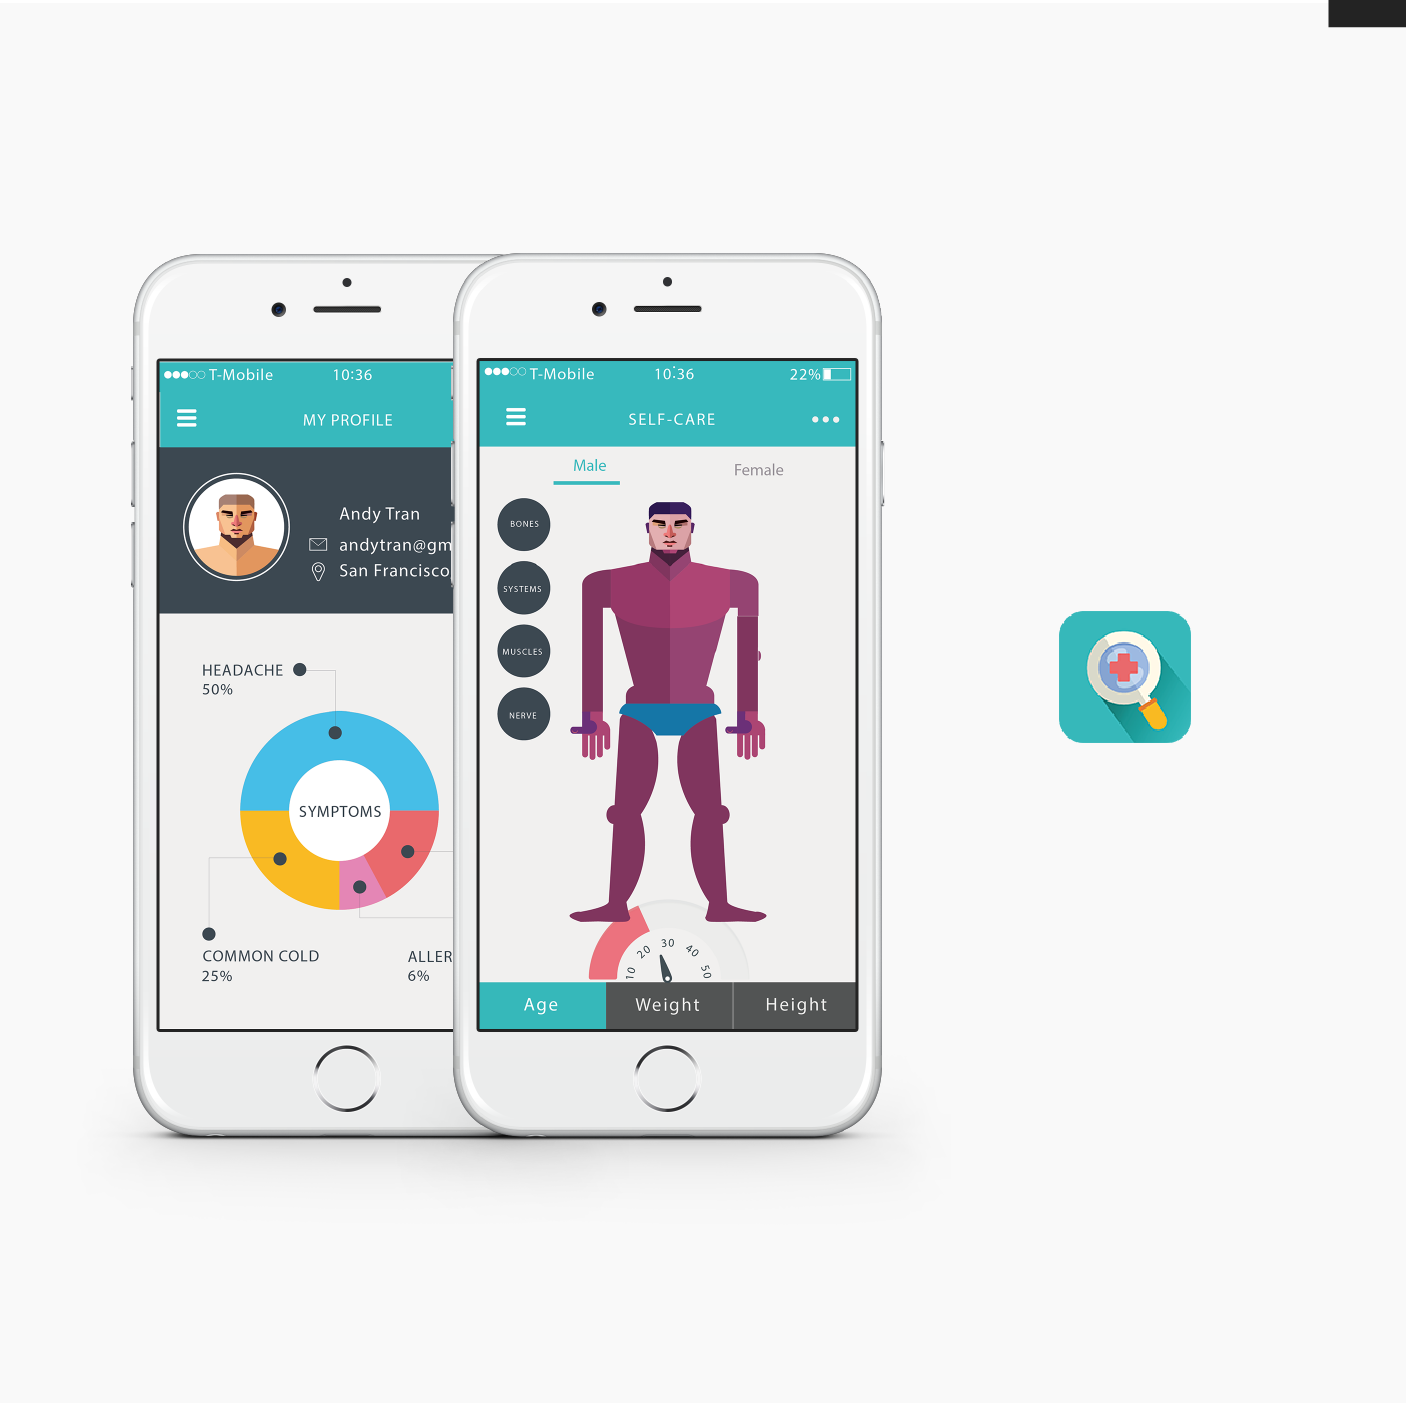 T-Mobile 10:36
MY PROFILE
Andy Tran
andytran@gm
San Francisco
HEADACHE
50%
SYMPTOMS
COMMON COLD
25%
ALLER
6%
T-Mobile 10:36 22%
SELF-CARE
Male Female
BONES
SYSTEMS
MUSCLES
NERVE
10 20 30 40 50
Age Weight Height